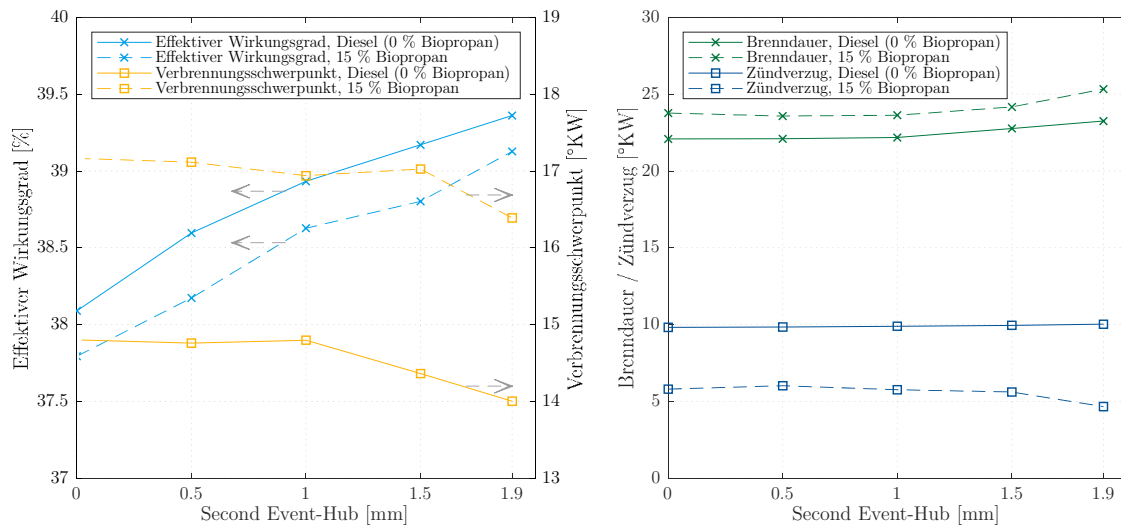 40
39.5
39
38.5
38
37.5
37
Effektiver Wirkungsgrad [%]
Effektiver Wirkungsgrad, Diesel (0 % Biopropan)
Effektiver Wirkungsgrad, 15 % Biopropan
Verbrennungsschwerpunkt, Diesel (0 % Biopropan)
Verbrennungsschwerpunkt, 15 % Biopropan
19
18
17
16
15
14
13
Verbrennungsschwerpunkt [°KW]
0 0.5 1 1.5 1.9
Second Event-Hub [mm]
30
25
20
15
10
5
0
Brenndauer / Zündverzug [°KW]
Brenndauer, Diesel (0 % Biopropan)
Brenndauer, 15 % Biopropan
Zündverzug, Diesel (0 % Biopropan)
Zündverzug, 15 % Biopropan
0 0.5 1 1.5 1.9
Second Event-Hub [mm]